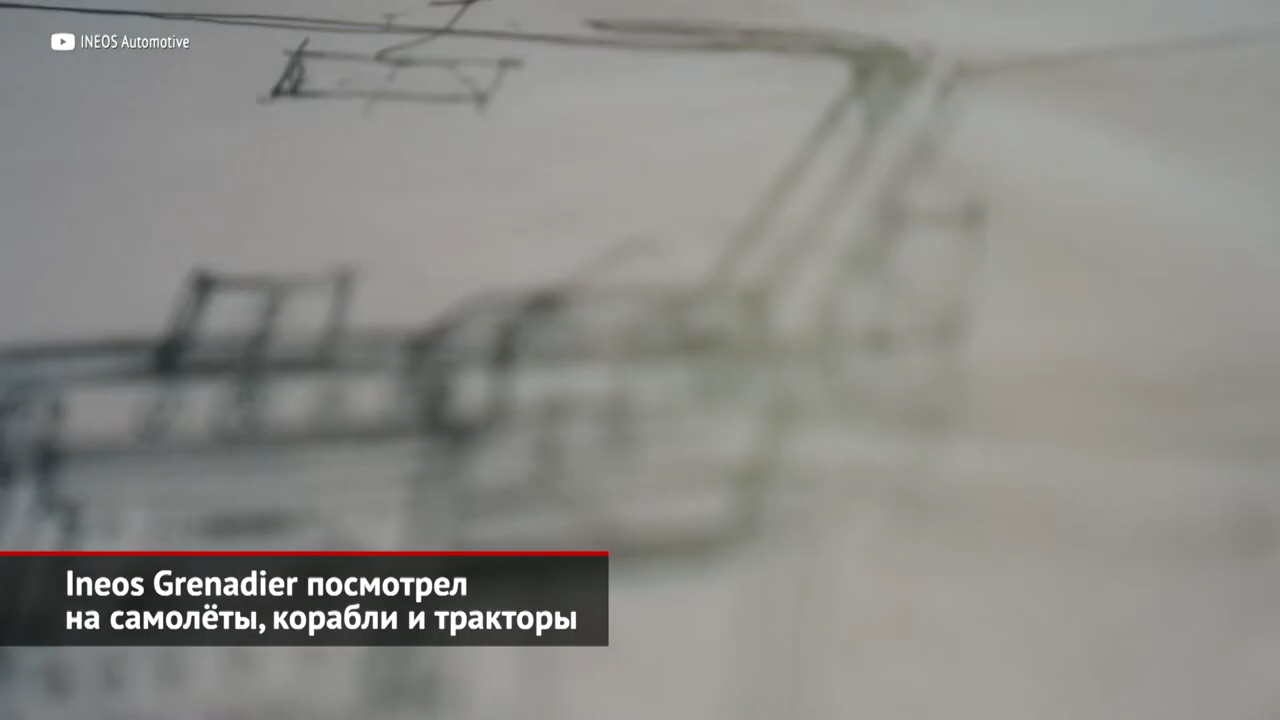 INEOS Automotive
Ineos Grenadier посмотрел
на самолёты, корабли и тракторы